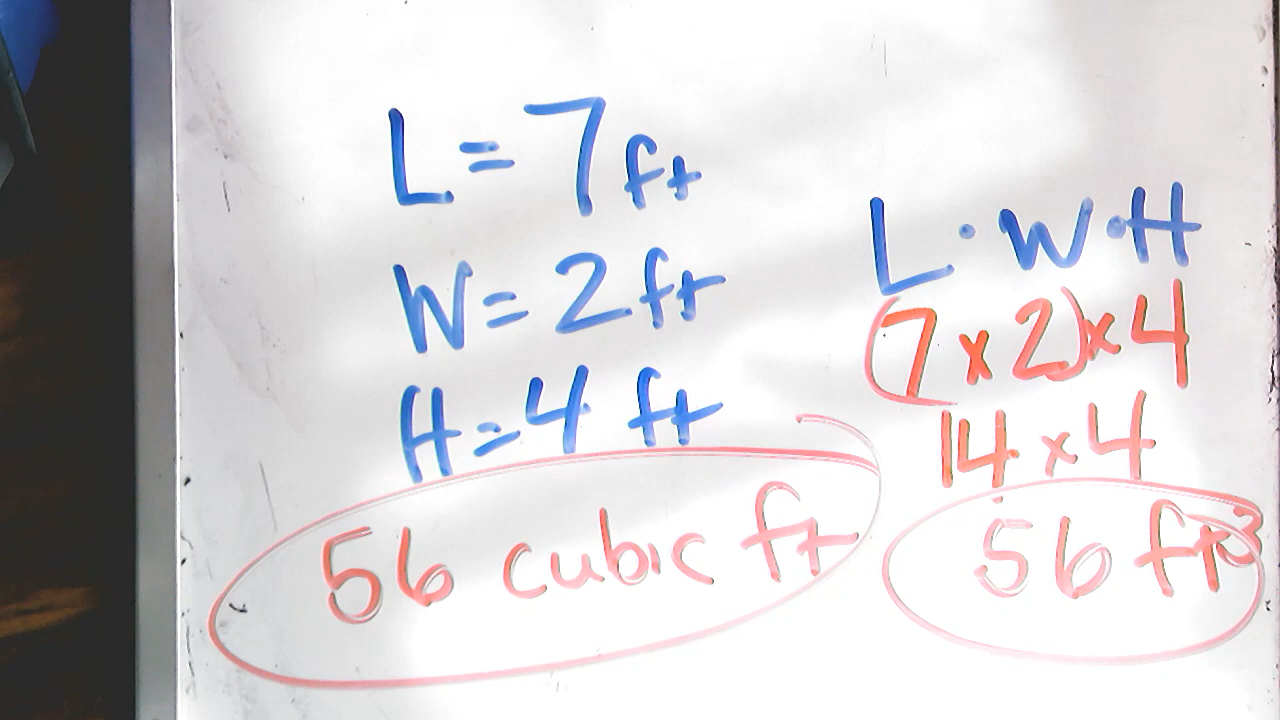 L = 7 ft
W = 2 ft
H = 4 ft
56 cubic ft
L · W · H
(7 x 2) x 4
14 x 4
56 ft³